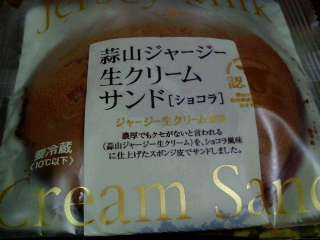 Jersey Milk
蒜山ジャージー
生クリーム
サンド[ショコラ]
認
ジャージー生クリーム使用
濃厚でもクセがないと言われる
〈蒜山ジャージー生クリーム〉を、ショコラ風味
に仕上げたスポンジ皮でサンドしました。
要冷蔵
〈10℃以下〉
Cream Sand